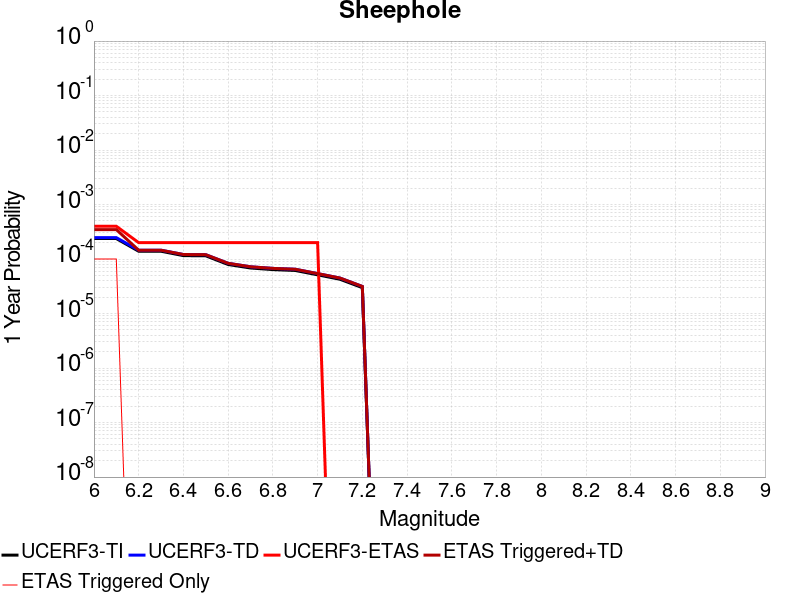 Sheephole
10^0
10^-1
10^-2
10^-3
10^-4
10^-5
10^-6
10^-7
10^-8
1 Year Probability
6 6.2 6.4 6.6 6.8 7 7.2 7.4 7.6 7.8 8 8.2 8.4 8.6 8.8 9
Magnitude
UCERF3-TI UCERF3-TD UCERF3-ETAS ETAS Triggered+TD
ETAS Triggered Only